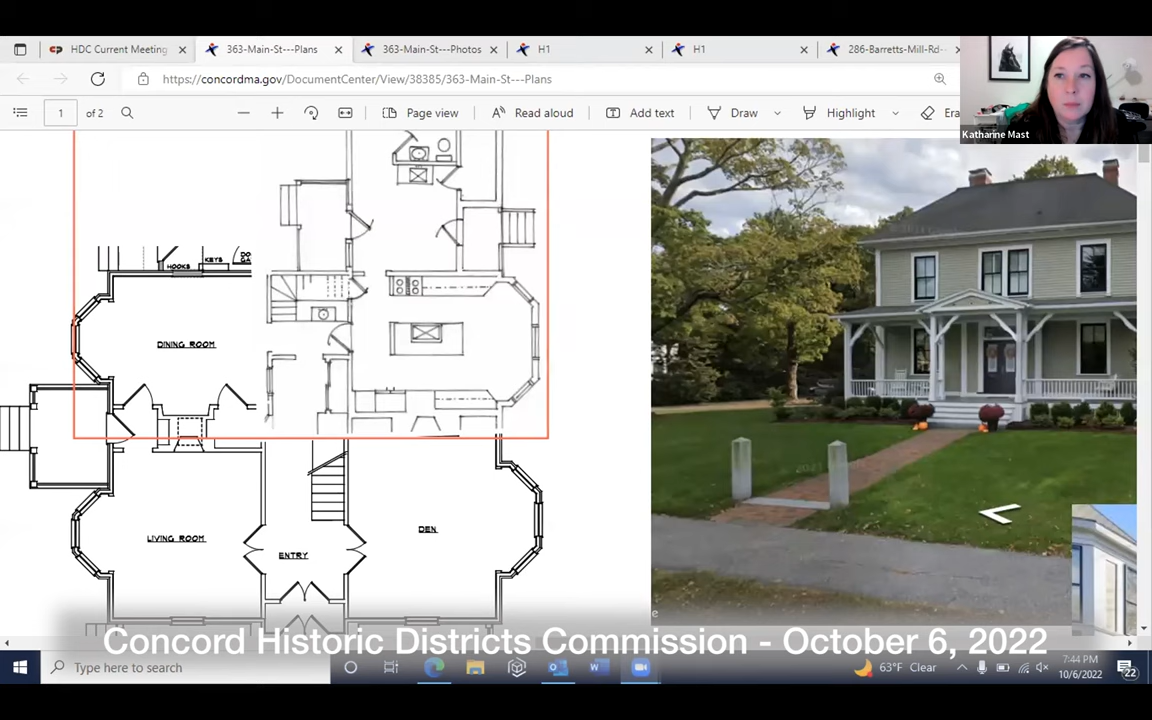 HDC Current Meeting
363-Main-St---Plans
363-Main-St---Photos
H1
H1
286-Barretts-Mill-Rd-
https://concordma.gov/DocumentCenter/View/38385/363-Main-St---Plans
1 of 2
Page view
Read aloud
Add text
Draw
Highlight
Era
Katharine Mast
HOOKS
KEYS
DO
GA
DINING ROOM
LIVING ROOM
ENTRY
DEN
Concord Historic Districts Commission - October 6, 2022
Type here to search
63°F Clear
7:44 PM
10/6/2022
22